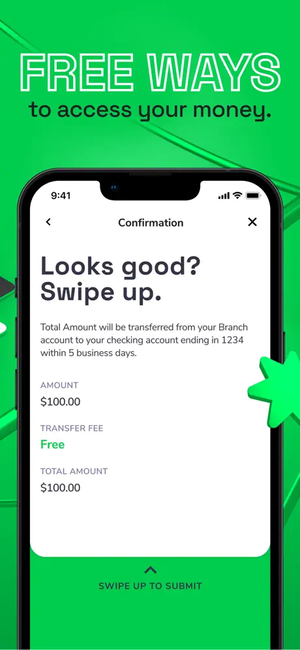 FREE WAYS
to access your money.
9:41
Confirmation
Looks good?
Swipe up.
Total Amount will be transferred from your Branch
account to your checking account ending in 1234
within 5 business days.
AMOUNT
$100.00
TRANSFER FEE
Free
TOTAL AMOUNT
$100.00
SWIPE UP TO SUBMIT